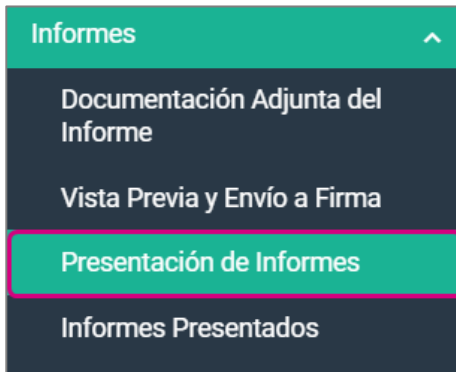 Informes
Documentación Adjunta del
Informe
Vista Previa y Envío a Firma
Presentación de Informes
Informes Presentados